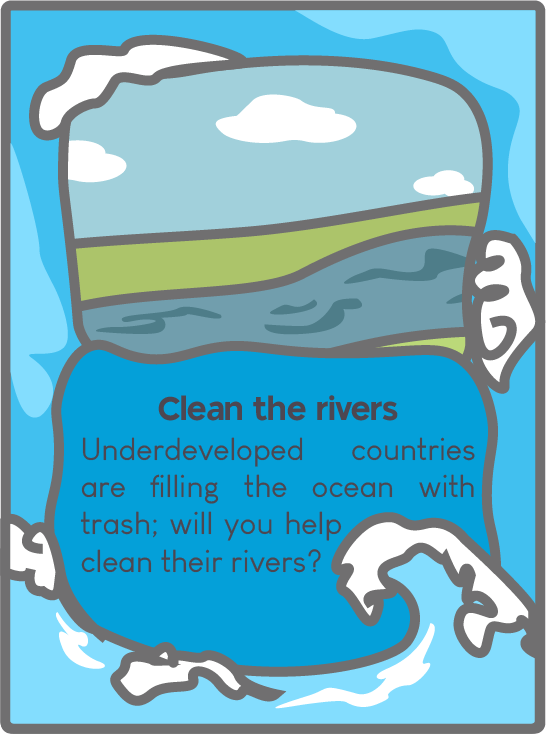 Clean the rivers
Underdeveloped countries
are filling the ocean with
trash; will you help
clean their rivers?